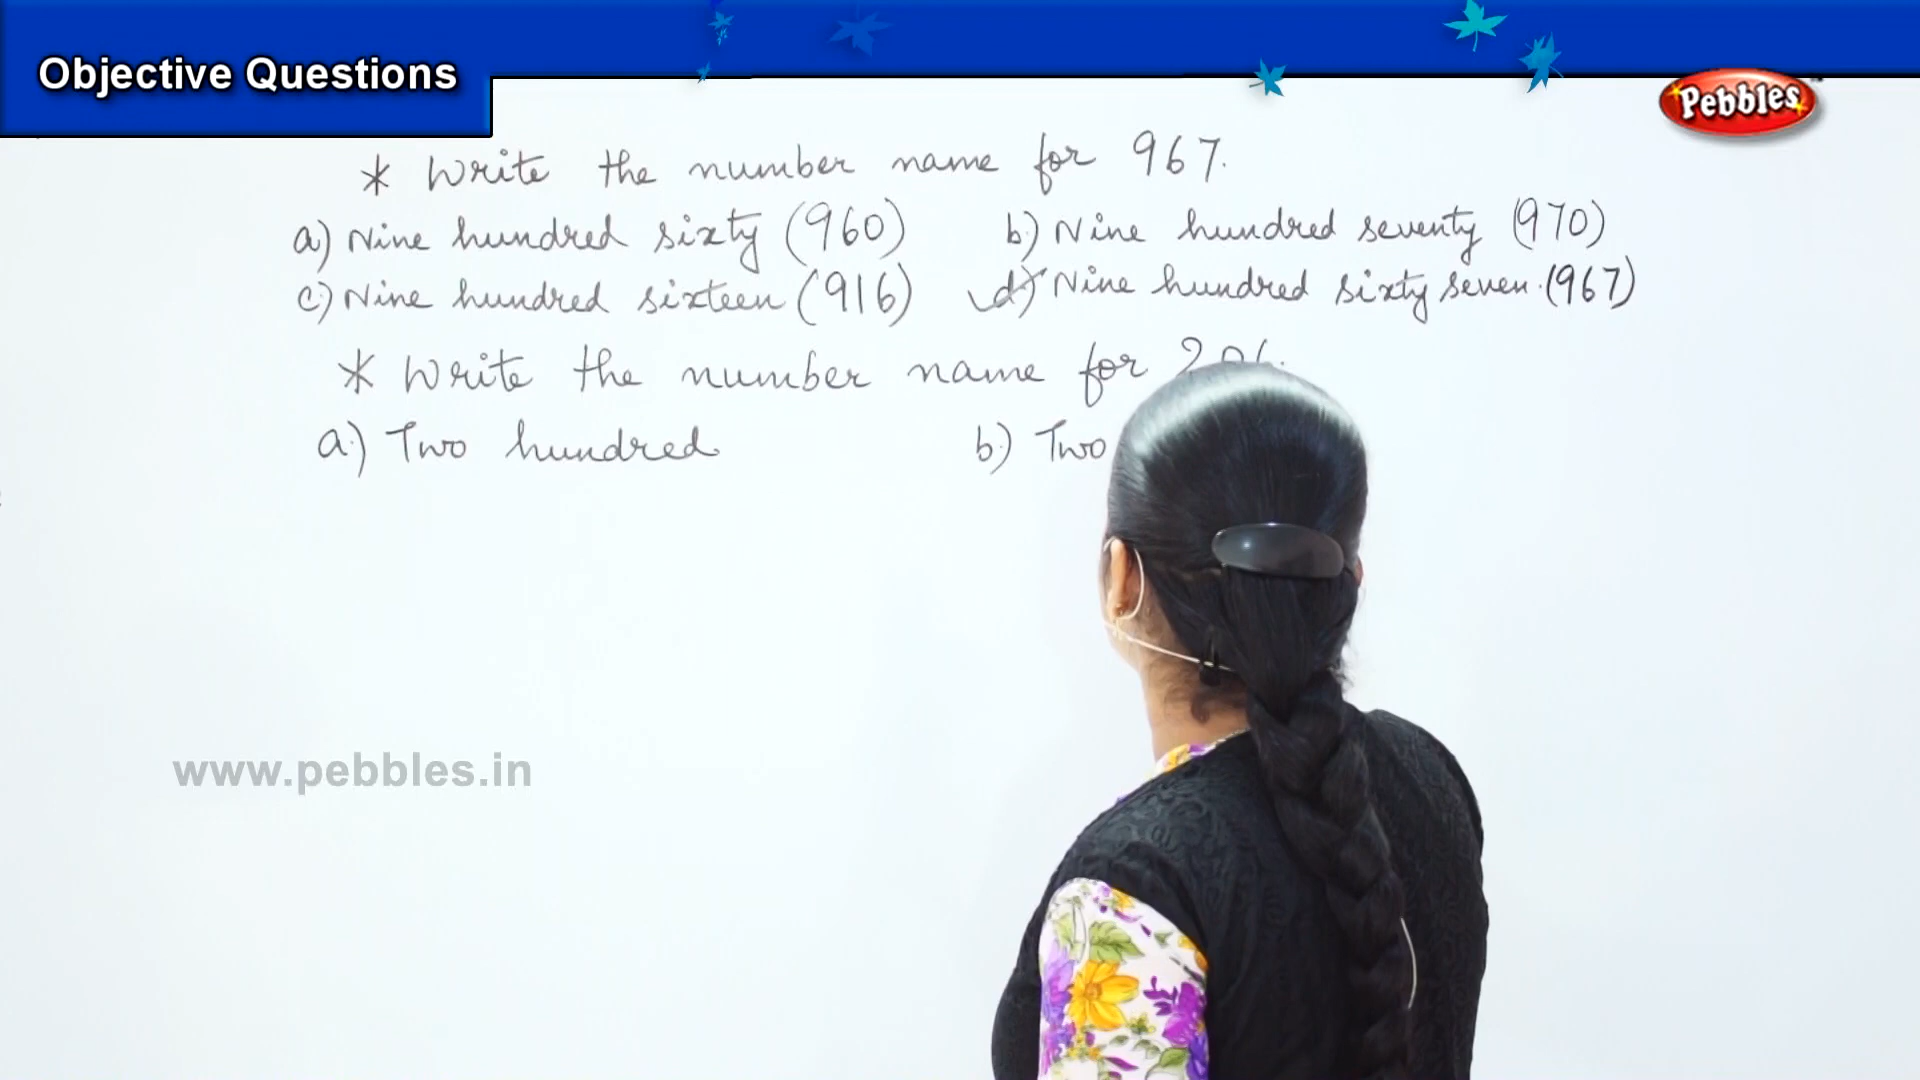 Objective Questions
Pebbles
* Write the number name for 967.
a) Nine hundred sixty (960) b) Nine hundred seventy (970)
c) Nine hundred sixteen (916) d) Nine hundred sixty seven. (967)
* Write the number name for
a) Two hundred b) Two
www.pebbles.in